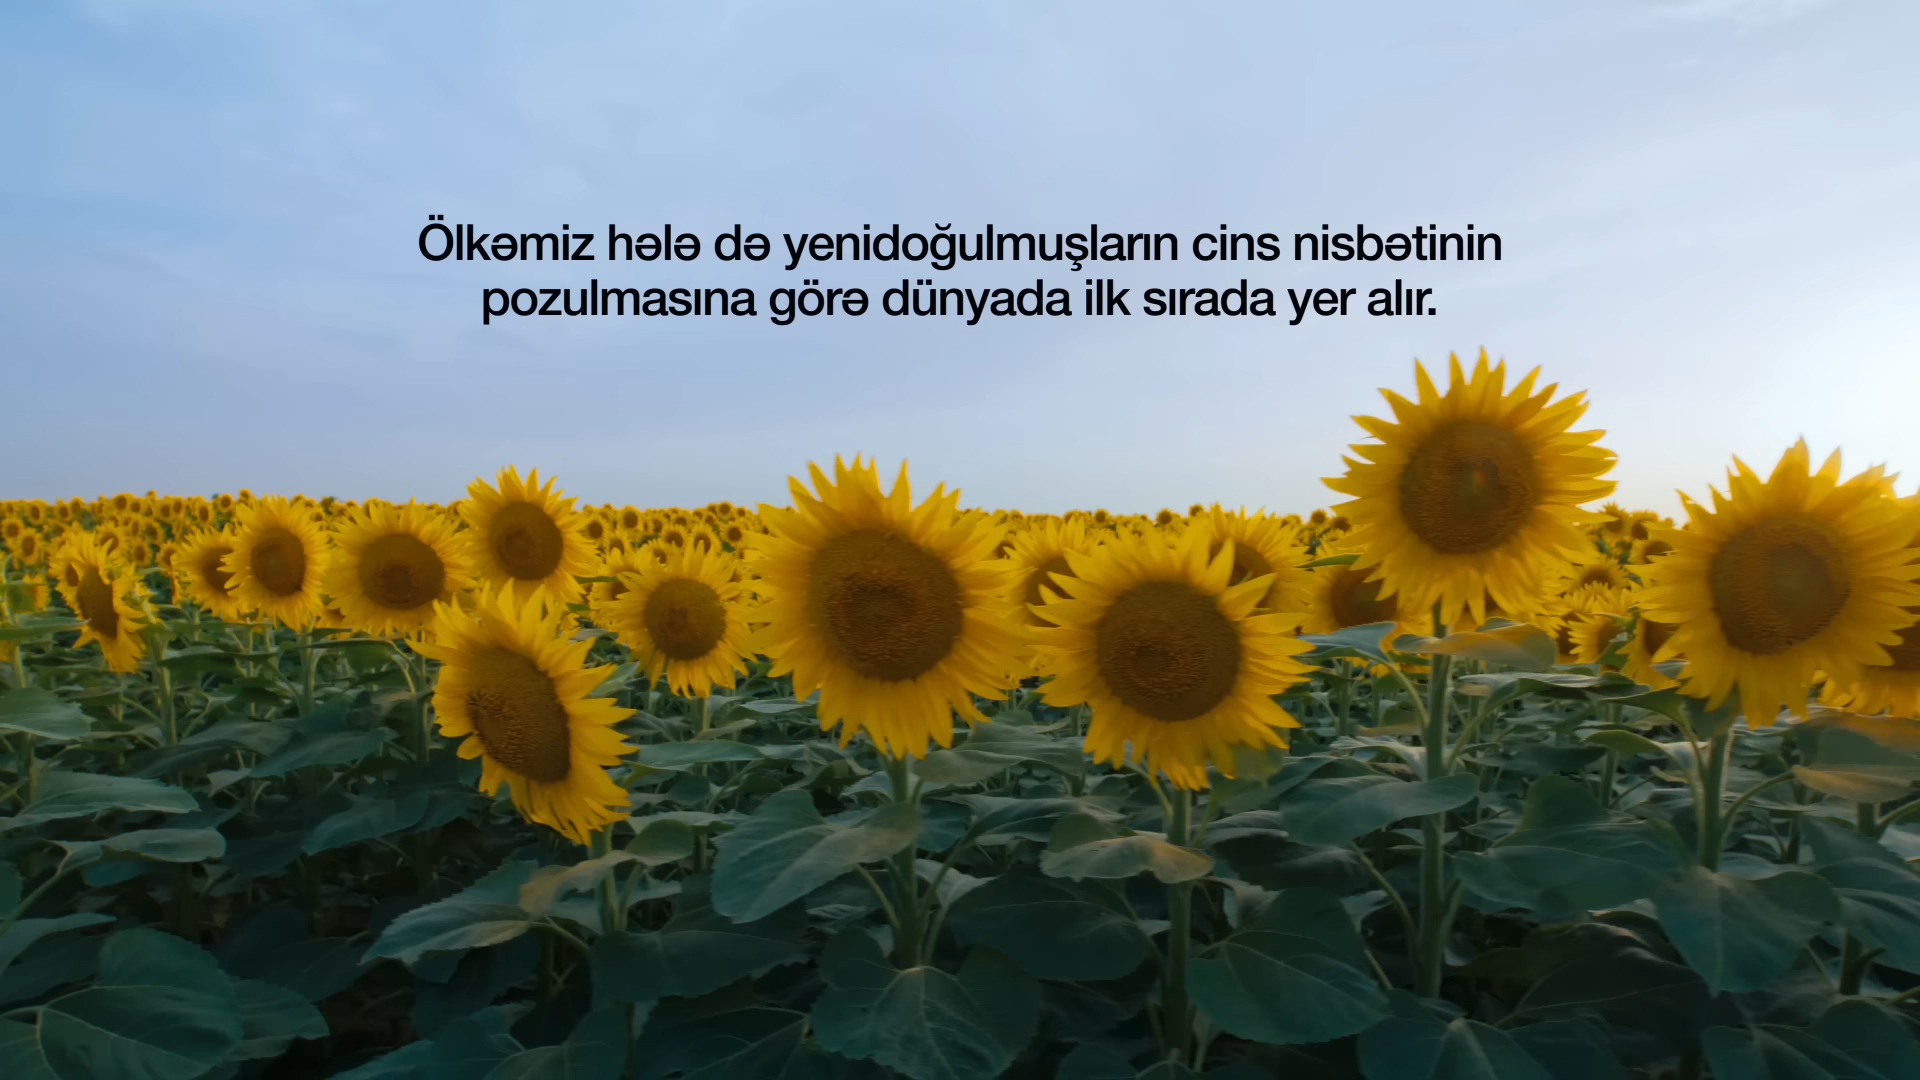 Ölkəmiz hələ də yenidoğulmuşların cins nisbətinin
pozulmasına görə dünyada ilk sırada yer alır.